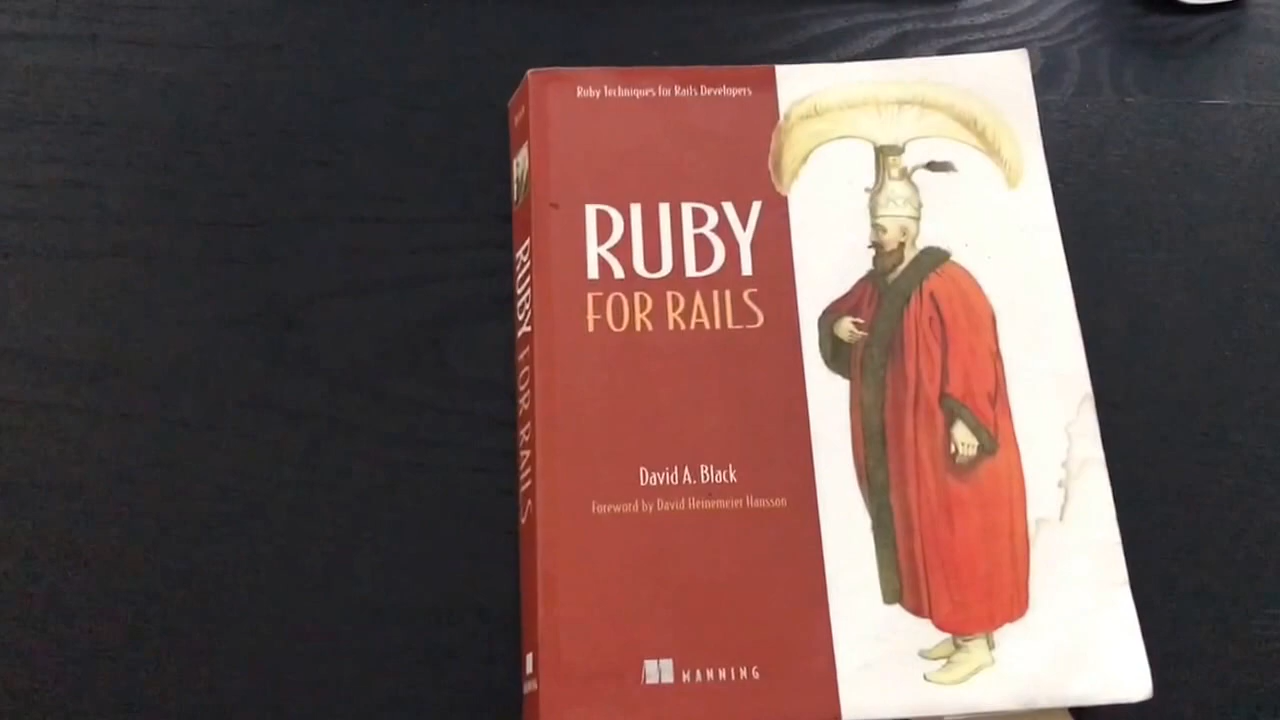 Ruby Techniques for Rails Developers
RUBY
FOR RAILS
David A. Black
Foreword by David Heinemeier Hansson
MANNING
RUBY FOR RAILS